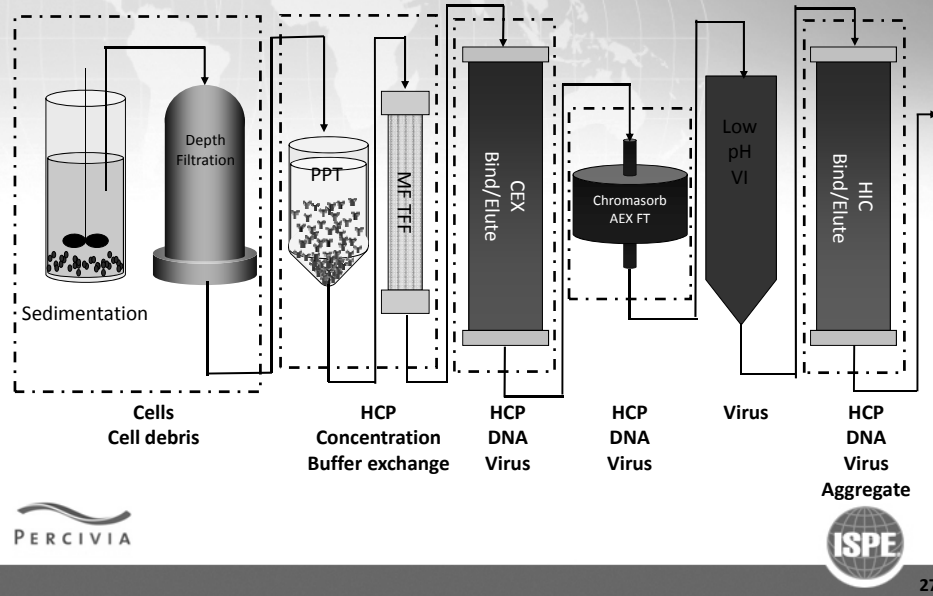 Depth
Filtration
Sedimentation
PPT
MF TFF
CEX
Bind/Elute
Chromasorb
AEX FT
Low
pH
VI
HIC
Bind/Elute
Cells
Cell debris
HCP
Concentration
Buffer exchange
HCP
DNA
Virus
HCP
DNA
Virus
Virus
HCP
DNA
Virus
Aggregate
PERCIVIA
ISPE
27